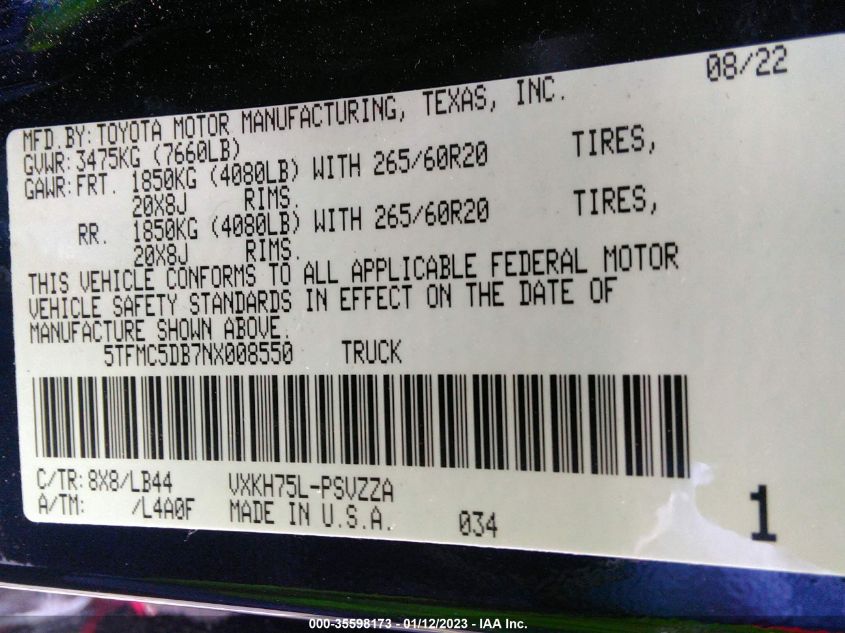 08/22
MFD.BY:TOYOTA MOTOR MANUFACTURING, TEXAS, INC.
GVWR:3475KG (7660LB)
GAWR:FRT. 1850KG (4080LB) WITH 265/60R20 TIRES,
20X8J RIMS.
RR. 1850KG (4080LB) WITH 265/60R20 TIRES,
20X8J RIMS.
THIS VEHICLE CONFORMS TO ALL APPLICABLE FEDERAL MOTOR
VEHICLE SAFETY STANDARDS IN EFFECT ON THE DATE OF
MANUFACTURE SHOWN ABOVE.
5TFMC5DB7NX008550 TRUCK
C/TR:8X8/LB44 VXKH75L-PSVZZA
A/TM: /L4A0F MADE IN U.S.A. 034 1
000-35598173 - 01/12/2023 - IAA Inc.